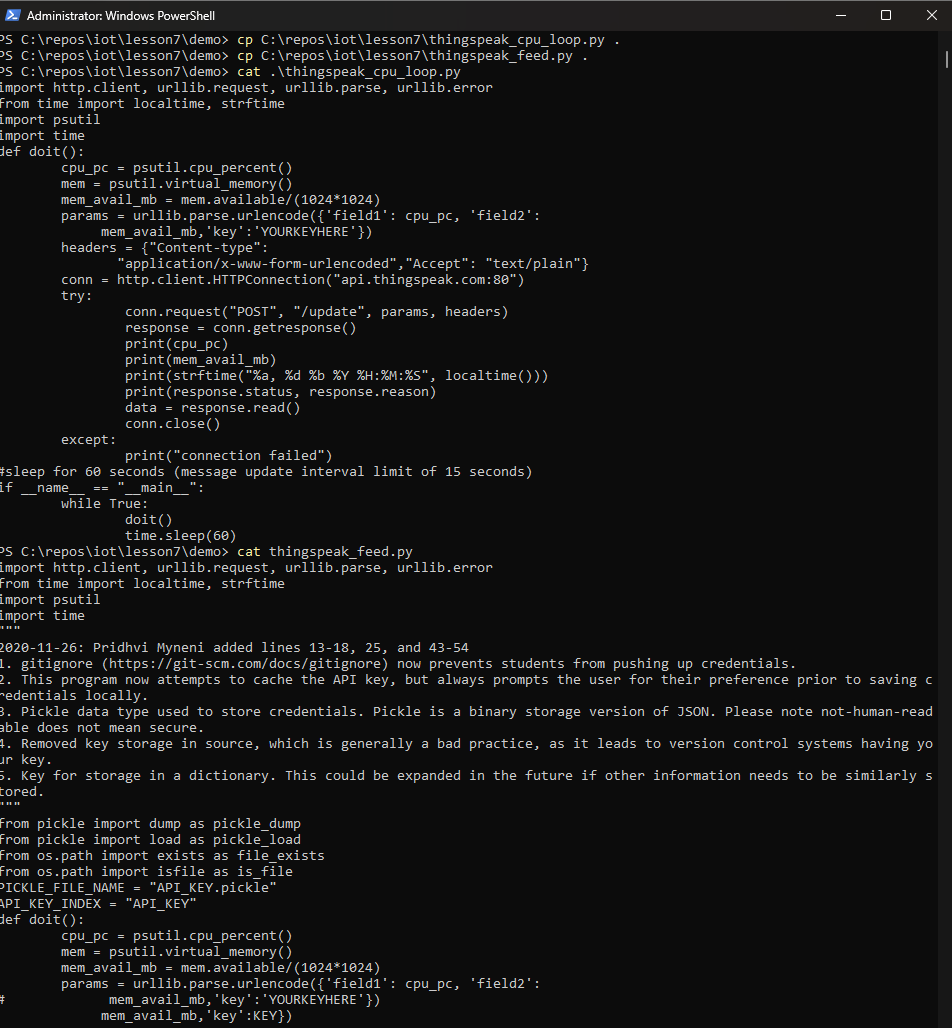 Administrator: Windows PowerShell
PS C:\repos\iot\lesson7\demo> cp C:\repos\iot\lesson7\thingspeak_cpu_loop.py .
PS C:\repos\iot\lesson7\demo> cp C:\repos\iot\lesson7\thingspeak_feed.py .
PS C:\repos\iot\lesson7\demo> cat .\thingspeak_cpu_loop.py
import http.client, urllib.request, urllib.parse, urllib.error
from time import localtime, strftime
import psutil
import time
def doit():
        cpu_pc = psutil.cpu_percent()
        mem = psutil.virtual_memory()
        mem_avail_mb = mem.available/(1024*1024)
        params = urllib.parse.urlencode({'field1': cpu_pc, 'field2':
             mem_avail_mb,'key':'YOURKEYHERE'})
        headers = {"Content-type":
               "application/x-www-form-urlencoded","Accept": "text/plain"}
        conn = http.client.HTTPConnection("api.thingspeak.com:80")
        try:
                conn.request("POST", "/update", params, headers)
                response = conn.getresponse()
                print(cpu_pc)
                print(mem_avail_mb)
                print(strftime("%a, %d %b %Y %H:%M:%S", localtime()))
                print(response.status, response.reason)
                data = response.read()
                conn.close()
        except:
                print("connection failed")
#sleep for 60 seconds (message update interval limit of 15 seconds)
if __name__ == "__main__":
        while True:
                doit()
                time.sleep(60)
PS C:\repos\iot\lesson7\demo> cat thingspeak_feed.py
import http.client, urllib.request, urllib.parse, urllib.error
from time import localtime, strftime
import psutil
import time
"""
2020-11-26: Pridhvi Myneni added lines 13-18, 25, and 43-54
1. gitignore (https://git-scm.com/docs/gitignore) now prevents students from pushing up credentials.
2. This program now attempts to cache the API key, but always prompts the user for their preference prior to saving c
redentials locally.
3. Pickle data type used to store credentials. Pickle is a binary storage version of JSON. Please note not-human-read
able does not mean secure.
4. Removed key storage in source, which is generally a bad practice, as it leads to version control systems having yo
ur key.
5. Key for storage in a dictionary. This could be expanded in the future if other information needs to be similarly s
tored.
"""
from pickle import dump as pickle_dump
from pickle import load as pickle_load
from os.path import exists as file_exists
from os.path import isfile as is_file
PICKLE_FILE_NAME = "API_KEY.pickle"
API_KEY_INDEX = "API_KEY"
def doit():
        cpu_pc = psutil.cpu_percent()
        mem = psutil.virtual_memory()
        mem_avail_mb = mem.available/(1024*1024)
        params = urllib.parse.urlencode({'field1': cpu_pc, 'field2':
#             mem_avail_mb,'key':'YOURKEYHERE'})
             mem_avail_mb,'key':KEY})